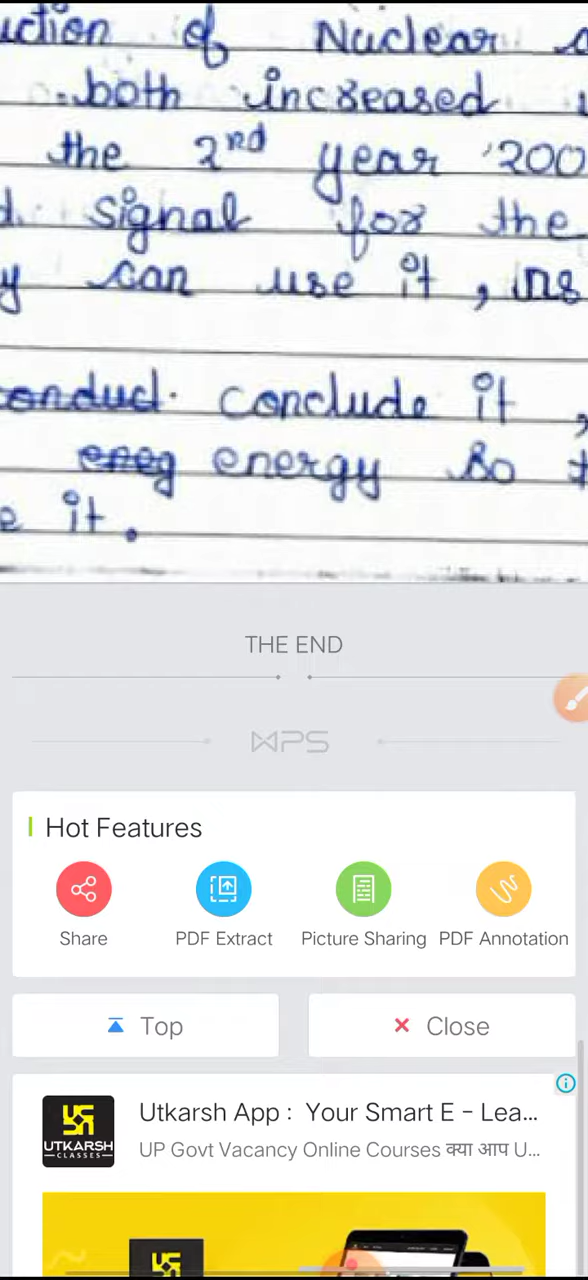 uction of Nuclear a
both increased
the 2nd year '200
d. signal for the
y can use it, ins
conduct. conclude it,
eneg energy so t
e it.
THE END
WPS
Hot Features
Share PDF Extract Picture Sharing PDF Annotation
Top Close
Utkarsh App : Your Smart E - Lea...
UTKARSH
CLASSES
UP Govt Vacancy Online Courses क्या आप U...